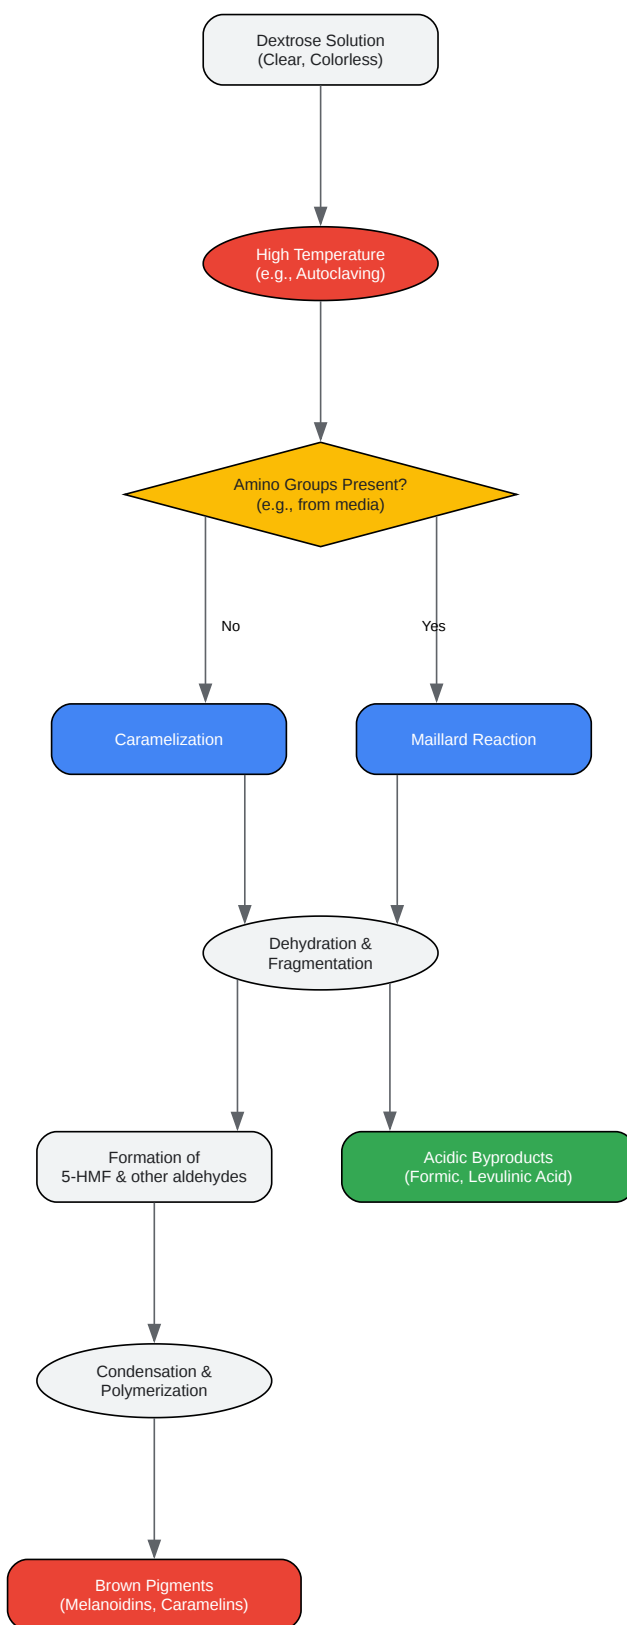 Dextrose Solution
(Clear, Colorless)
High Temperature
(e.g., Autoclaving)
Amino Groups Present?
(e.g., from media)
No
Yes
Caramelization
Maillard Reaction
Dehydration &
Fragmentation
Formation of
5-HMF & other aldehydes
Acidic Byproducts
(Formic, Levulinic Acid)
Condensation &
Polymerization
Brown Pigments
(Melanoidins, Caramelins)